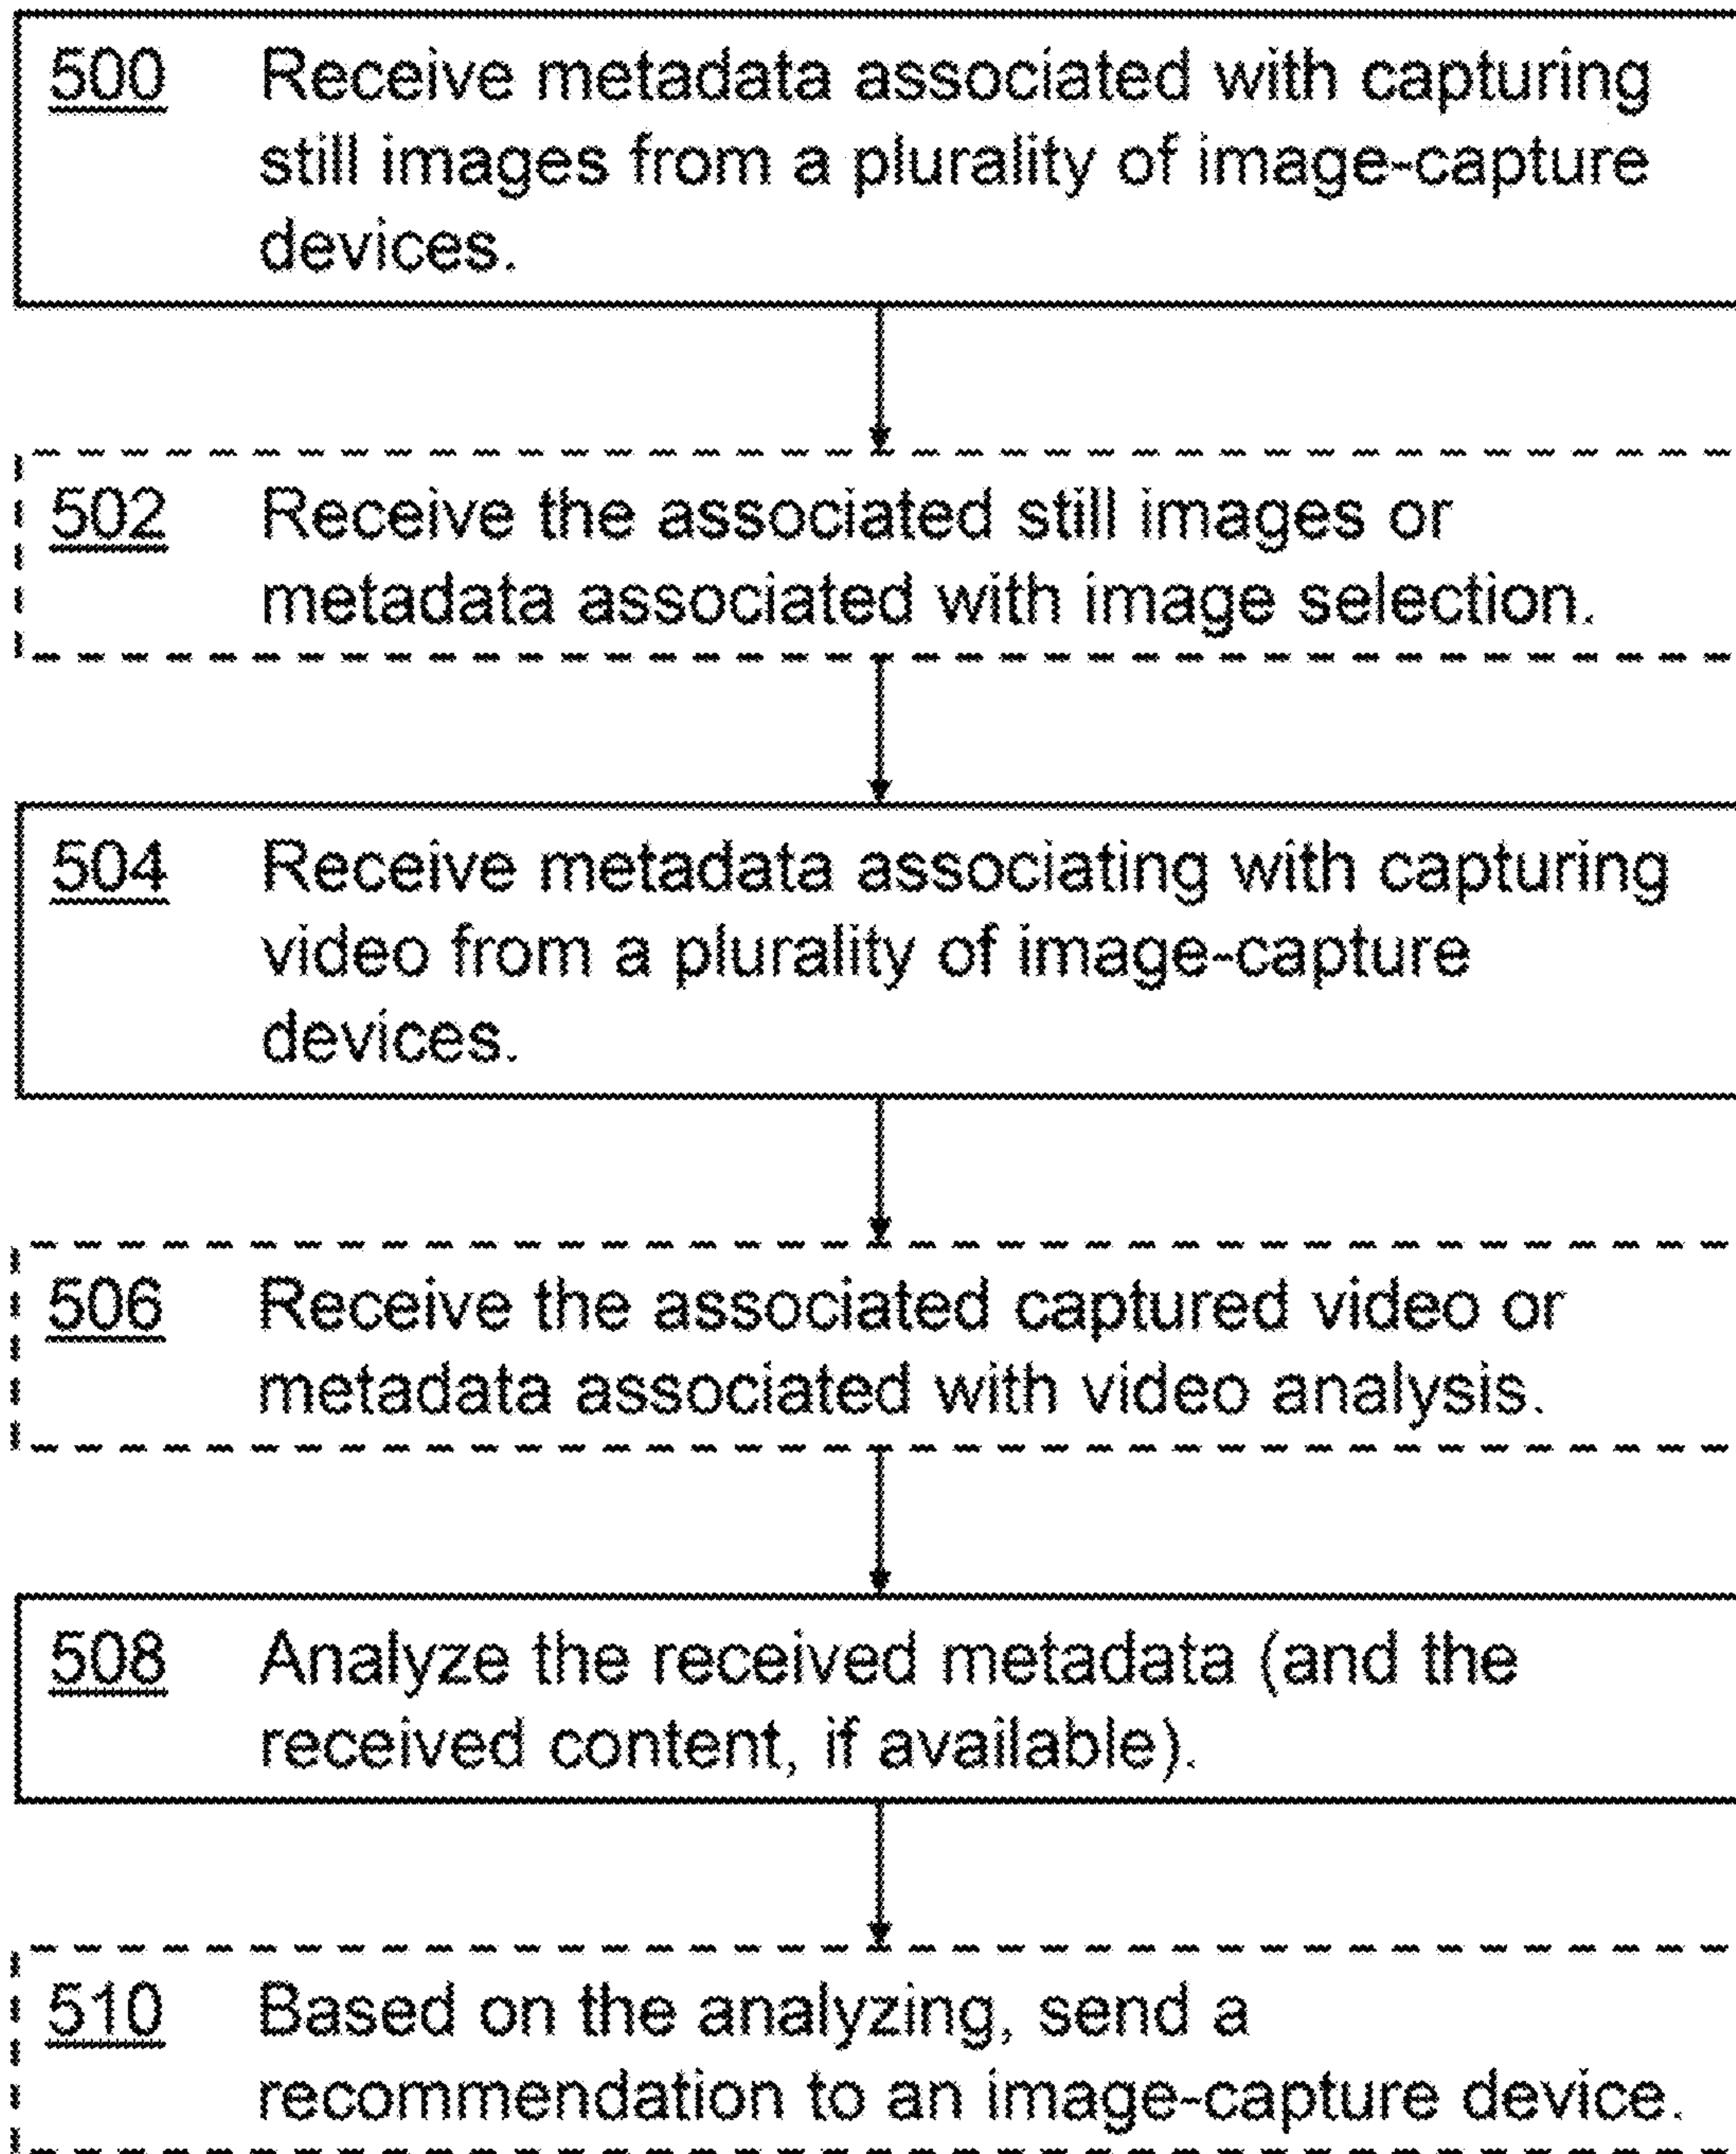 500 Receive metadata associated with capturing
still images from a plurality of image-capture
devices.
502 Receive the associated still images or
metadata associated with image selection.
504 Receive metadata associating with capturing
video from a plurality of image-capture
devices.
506 Receive the associated captured video or
metadata associated with video analysis.
508 Analyze the received metadata (and the
received content, if available).
510 Based on the analyzing, send a
recommendation to an image-capture device.